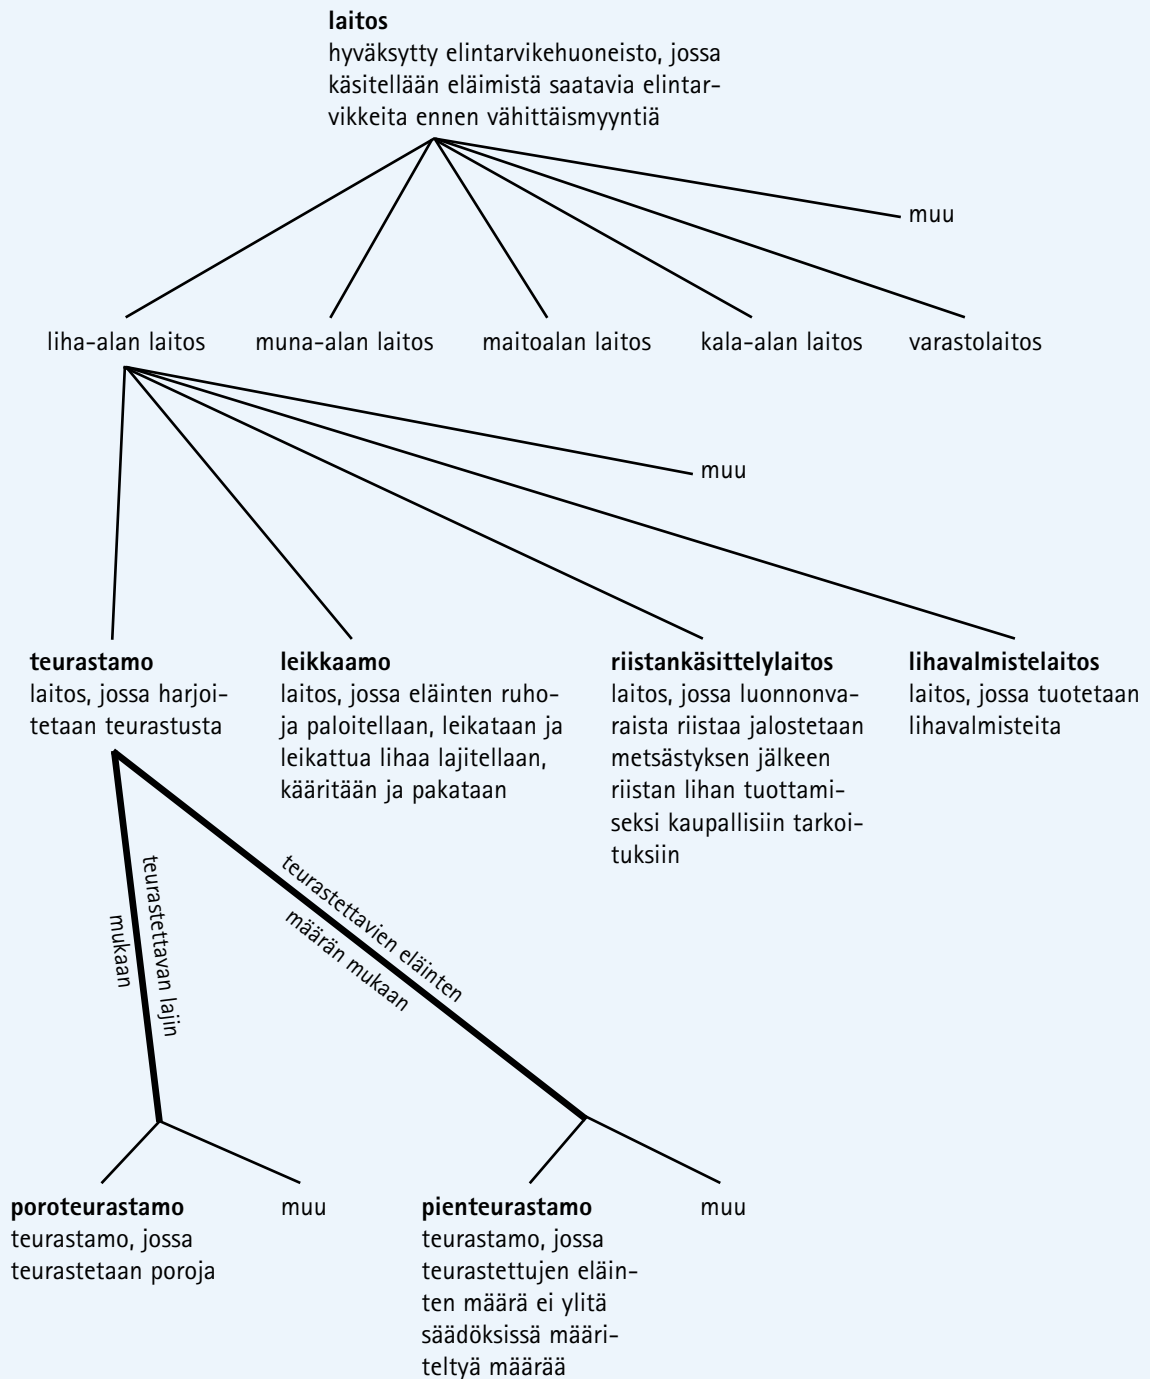 laitos
hyväksytty elintarvikehuoneisto, jossa
käsitellään eläimistä saatavia elintar-
vikkeita ennen vähittäismyyntiä
muu
liha-alan laitos
muna-alan laitos
maitoalan laitos
kala-alan laitos
varastolaitos
muu
teurastamo
laitos, jossa harjoi-
tetaan teurastusta
leikkaamo
laitos, jossa eläinten ruho-
ja paloitellaan, leikataan ja
leikattua lihaa lajitellaan,
kääritään ja pakataan
riistankäsittelylaitos
laitos, jossa luonnonva-
raista riistaa jalostetaan
metsästyksen jälkeen
riistan lihan tuottami-
seksi kaupallisiin tarkoi-
tuksiin
lihavalmistelaitos
laitos, jossa tuotetaan
lihavalmisteita
teurastettavan lajin
mukaan
teurastettavien eläinten
määrän mukaan
poroteurastamo
teurastamo, jossa
teurastetaan poroja
muu
pienteurastamo
teurastamo, jossa
teurastettujen eläin-
ten määrä ei ylitä
säädöksissä määri-
teltyä määrää
muu